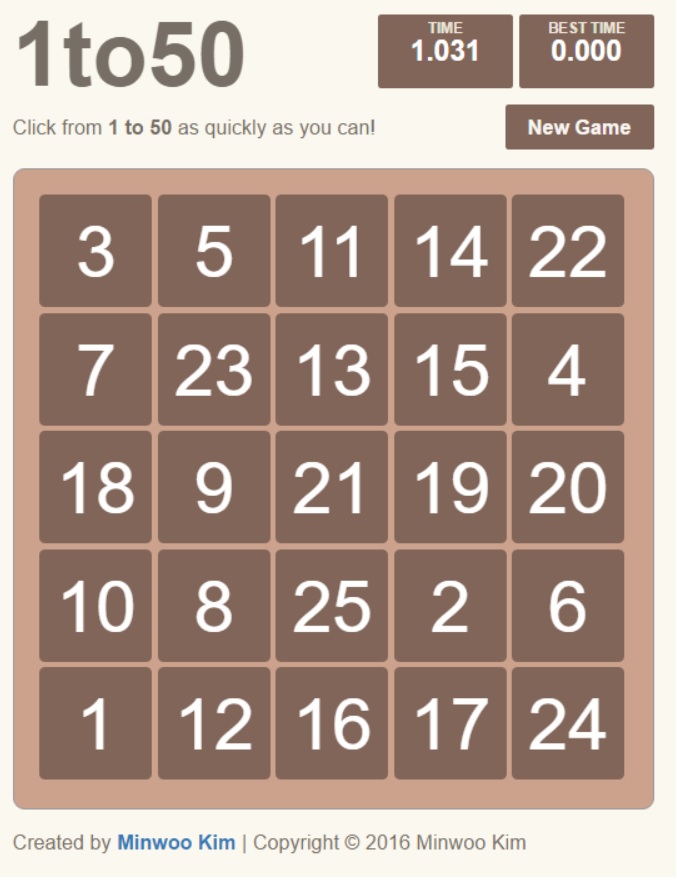 1to50
TIME
1.031
BEST TIME
0.000
Click from 1 to 50 as quickly as you can!
New Game
3 5 11 14 22
7 23 13 15 4
18 9 21 19 20
10 8 25 2 6
1 12 16 17 24
Created by Minwoo Kim | Copyright © 2016 Minwoo Kim